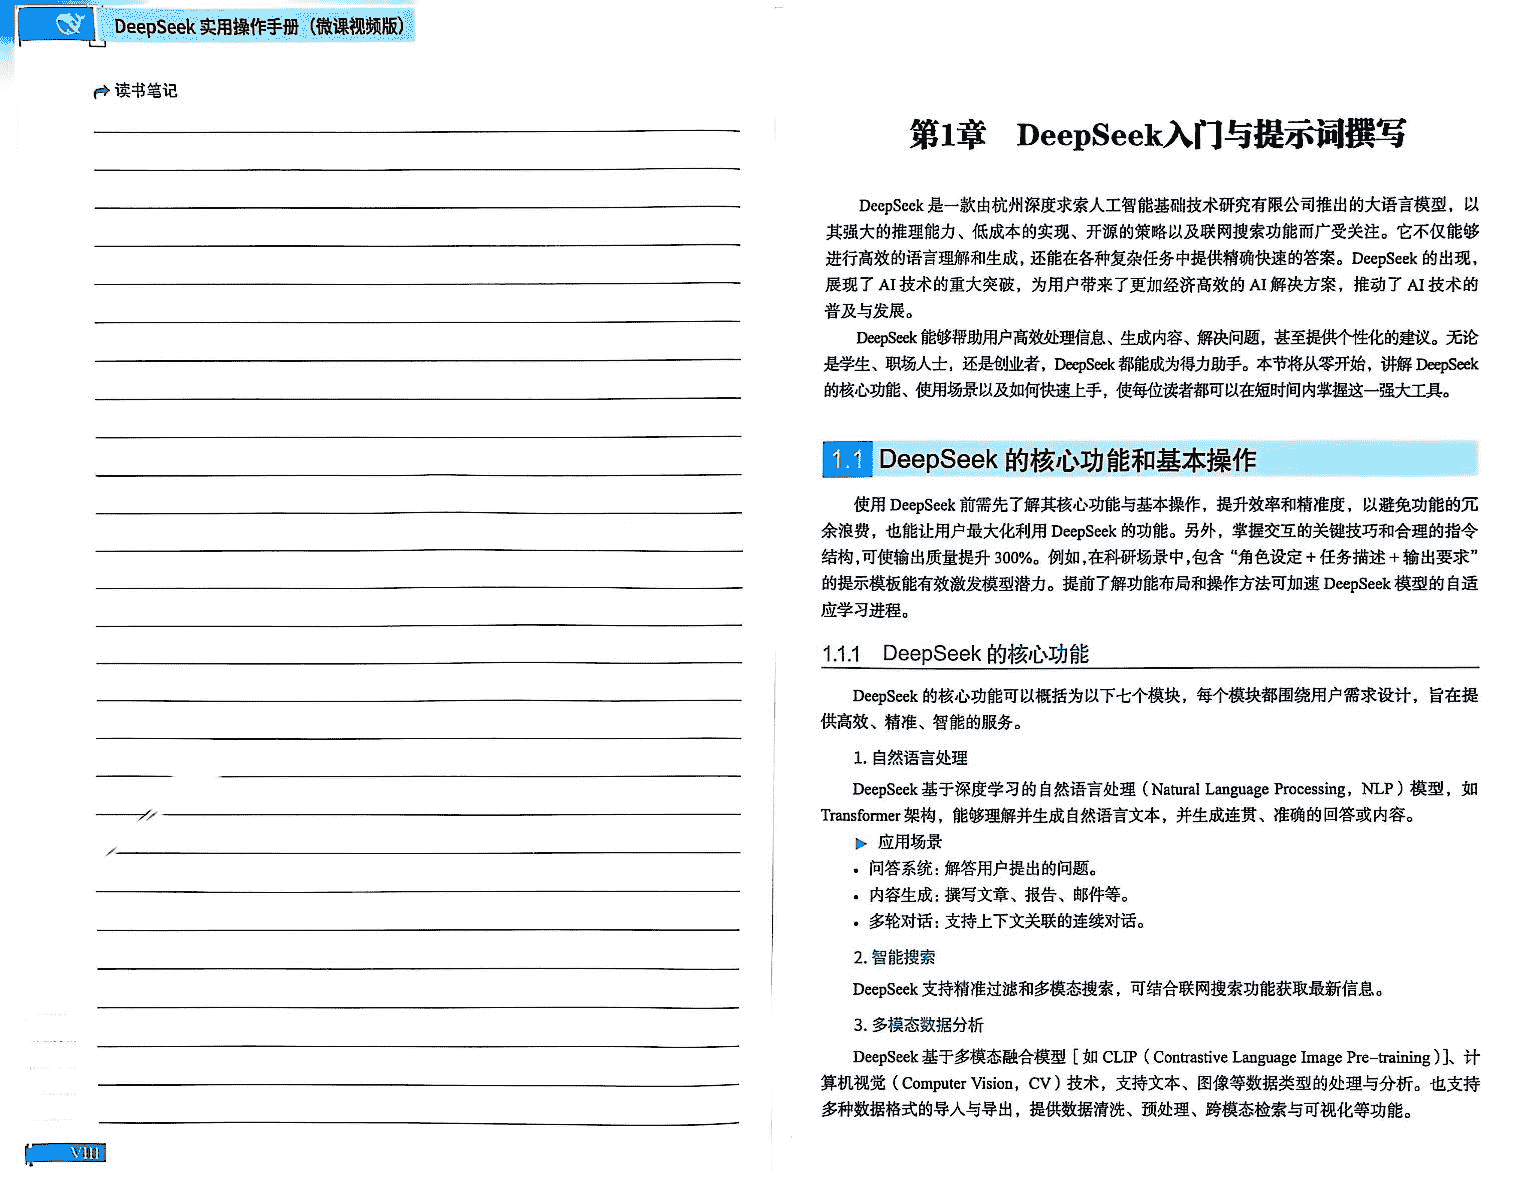 DeepSeek 实用操作手册（微课视频版）
读书笔记
VIII
第1章　DeepSeek入门与提示词撰写
DeepSeek 是一款由杭州深度求索人工智能基础技术研究有限公司推出的大语言模型，以
其强大的推理能力、低成本的实现、开源的策略以及联网搜索功能而广受关注。它不仅能够
进行高效的语言理解和生成，还能在各种复杂任务中提供精确快速的答案。DeepSeek 的出现，
展现了 AI 技术的重大突破，为用户带来了更加经济高效的 AI 解决方案，推动了 AI 技术的
普及与发展。
DeepSeek 能够帮助用户高效处理信息、生成内容、解决问题，甚至提供个性化的建议。无论
是学生、职场人士，还是创业者，DeepSeek 都能成为得力助手。本节将从零开始，讲解 DeepSeek
的核心功能、使用场景以及如何快速上手，使每位读者都可以在短时间内掌握这一强大工具。
1.1 DeepSeek 的核心功能和基本操作
使用 DeepSeek 前需先了解其核心功能与基本操作，提升效率和精准度，以避免功能的冗
余浪费，也能让用户最大化利用 DeepSeek 的功能。另外，掌握交互的关键技巧和合理的指令
结构，可使输出质量提升 300%。例如，在科研场景中，包含“角色设定＋任务描述＋输出要求”
的提示模板能有效激发模型潜力。提前了解功能布局和操作方法可加速 DeepSeek 模型的自适
应学习进程。
1.1.1　DeepSeek 的核心功能
DeepSeek 的核心功能可以概括为以下七个模块，每个模块都围绕用户需求设计，旨在提
供高效、精准、智能的服务。
1. 自然语言处理
DeepSeek 基于深度学习的自然语言处理（Natural Language Processing，NLP）模型，如
Transformer 架构，能够理解并生成自然语言文本，并生成连贯、准确的回答或内容。
▶ 应用场景
• 问答系统：解答用户提出的问题。
• 内容生成：撰写文章、报告、邮件等。
• 多轮对话：支持上下文关联的连续对话。
2. 智能搜索
DeepSeek 支持精准过滤和多模态搜索，可结合联网搜索功能获取最新信息。
3. 多模态数据分析
DeepSeek 基于多模态融合模型［如 CLIP（Contrastive Language Image Pre-training）］、计
算机视觉（Computer Vision，CV）技术，支持文本、图像等数据类型的处理与分析。也支持
多种数据格式的导入与导出，提供数据清洗、预处理、跨模态检索与可视化等功能。